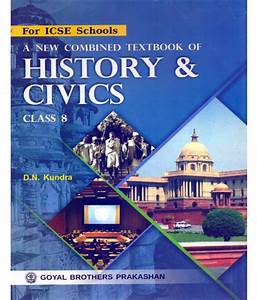 For ICSE Schools
A NEW COMBINED TEXTBOOK OF
HISTORY &
CIVICS
CLASS 8
D.N. Kundra
GOYAL BROTHERS PRAKASHAN